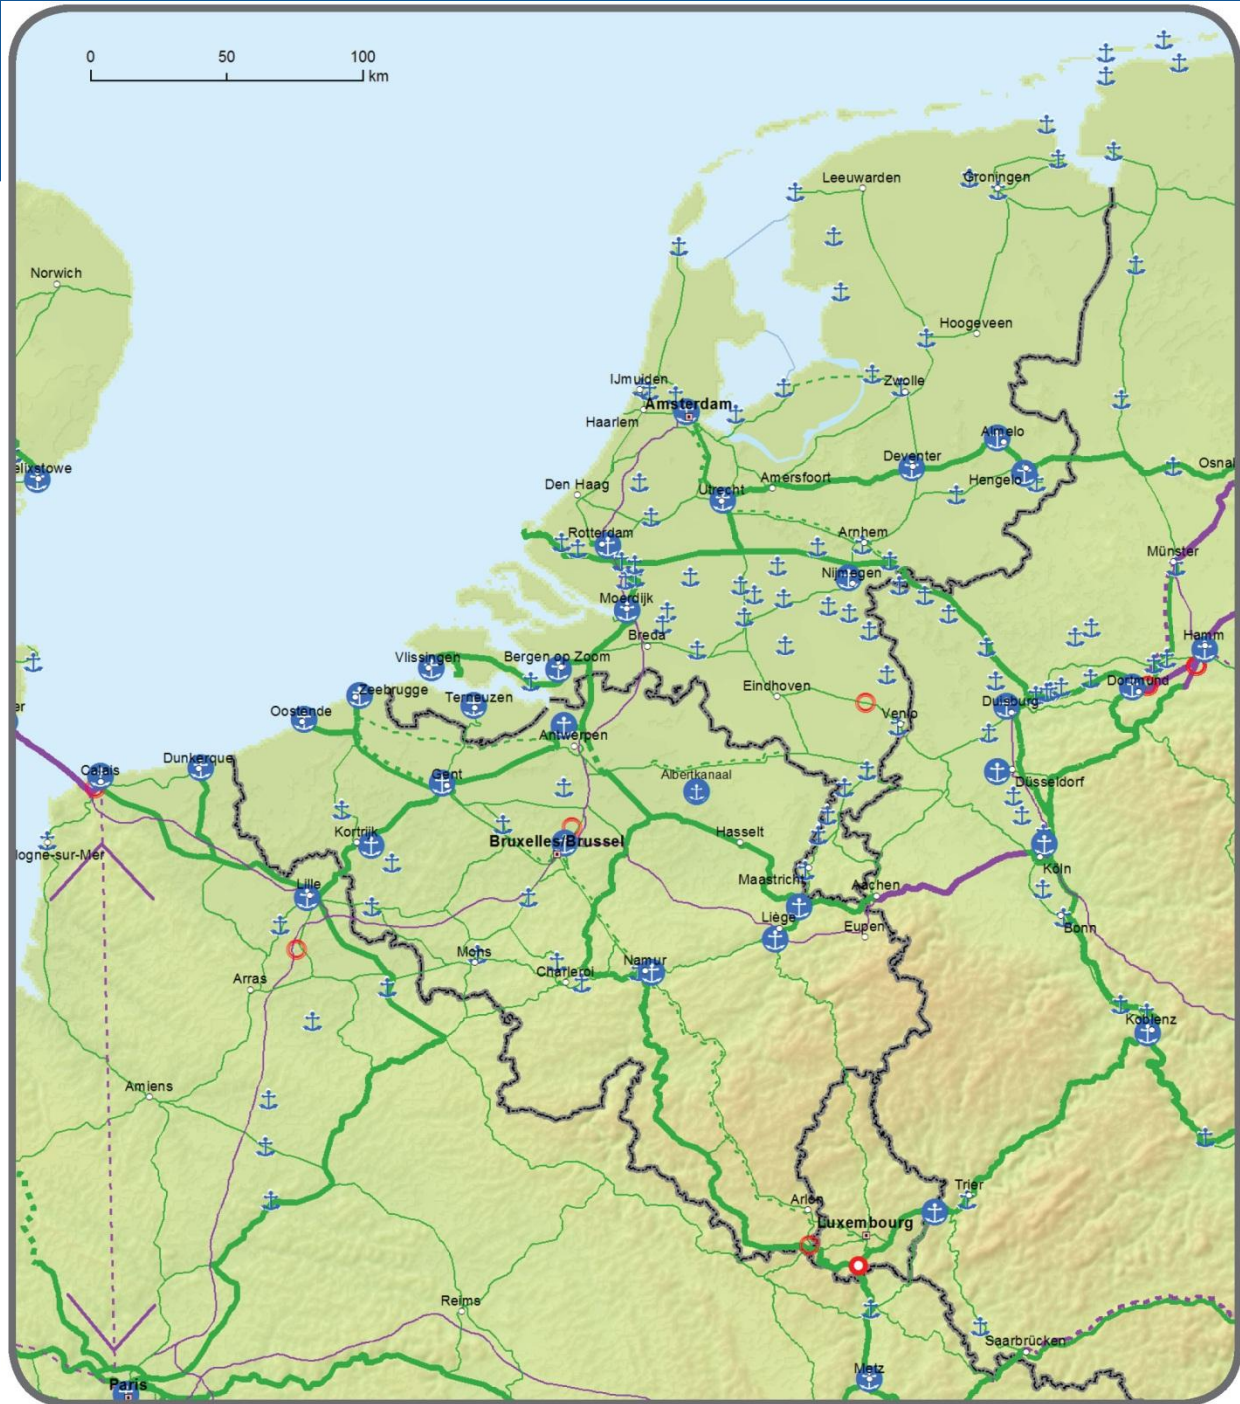 0 50 100
km
Leeuwarden
Groningen
Norwich
Hoogeveen
IJmuiden
Zwolle
Amsterdam
Haarlem
Almelo
Deventer
elixstowe
Osnal
Amersfoort
Hengelo
Den Haag
Utrecht
Rotterdam
Arnhem
Münster
Nijmegen
Moerdijk
Breda
Hamm
Vlissingen
Bergen op Zoom
Dortmund
Zeebrugge
Terneuzen
Eindhoven
Duisburg
er
Oostende
Venlo
Antwerpen
Dunkerque
Calais
Gent
Albertkanaal
Düsseldorf
Kortrijk
Bruxelles/Brussel
Hasselt
logne-sur-Mer
Köln
Maastricht
Aachen
Lille
Liège
Eupen
Bonn
Mons
Namur
Charleroi
Arras
Koblenz
Amiens
Trier
Arlon
Luxembourg
Reims
Saarbrücken
Metz
Paris